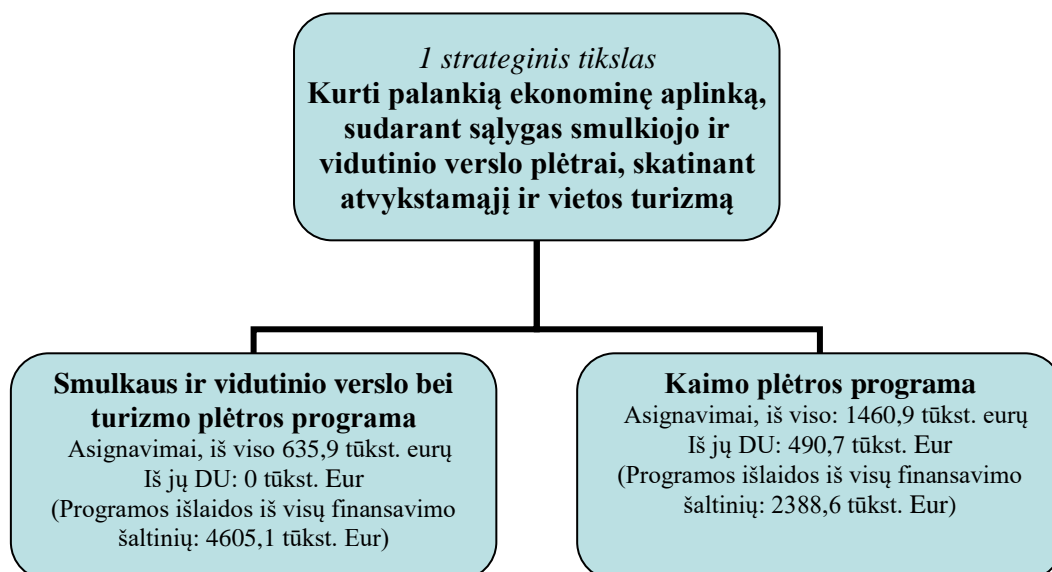 1 strateginis tikslas
Kurti palankią ekonominę aplinką,
sudarant sąlygas smulkiojo ir
vidutinio verslo plėtrai, skatinant
atvykstamąjį ir vietos turizmą
Smulkaus ir vidutinio verslo bei
turizmo plėtros programa
Asignavimai, iš viso 635,9 tūkst. eurų
Iš jų DU: 0 tūkst. Eur
(Programos išlaidos iš visų finansavimo
šaltinių: 4605,1 tūkst. Eur)
Kaimo plėtros programa
Asignavimai, iš viso: 1460,9 tūkst. eurų
Iš jų DU: 490,7 tūkst. Eur
(Programos išlaidos iš visų finansavimo
šaltinių: 2388,6 tūkst. Eur)